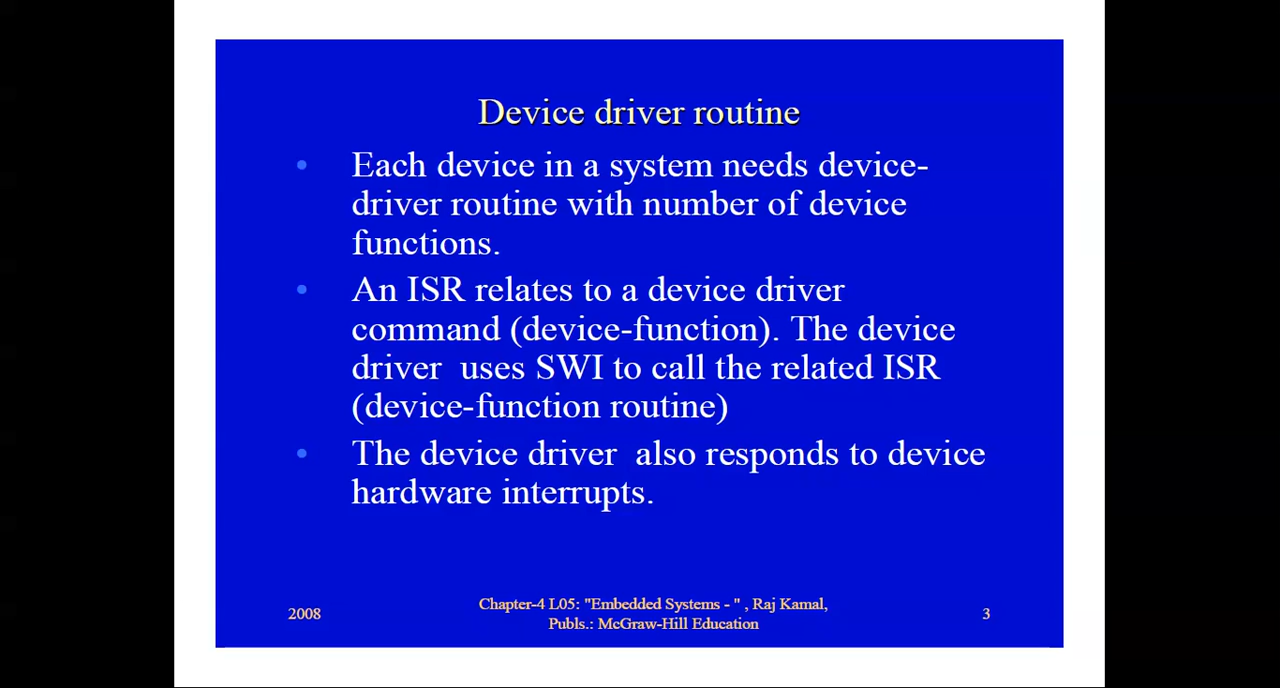 Device driver routine
• Each device in a system needs device-
driver routine with number of device
functions.
• An ISR relates to a device driver
command (device-function). The device
driver  uses SWI to call the related ISR
(device-function routine)
• The device driver  also responds to device
hardware interrupts.
2008
Chapter-4 L05: "Embedded Systems - " , Raj Kamal,
Publs.: McGraw-Hill Education
3